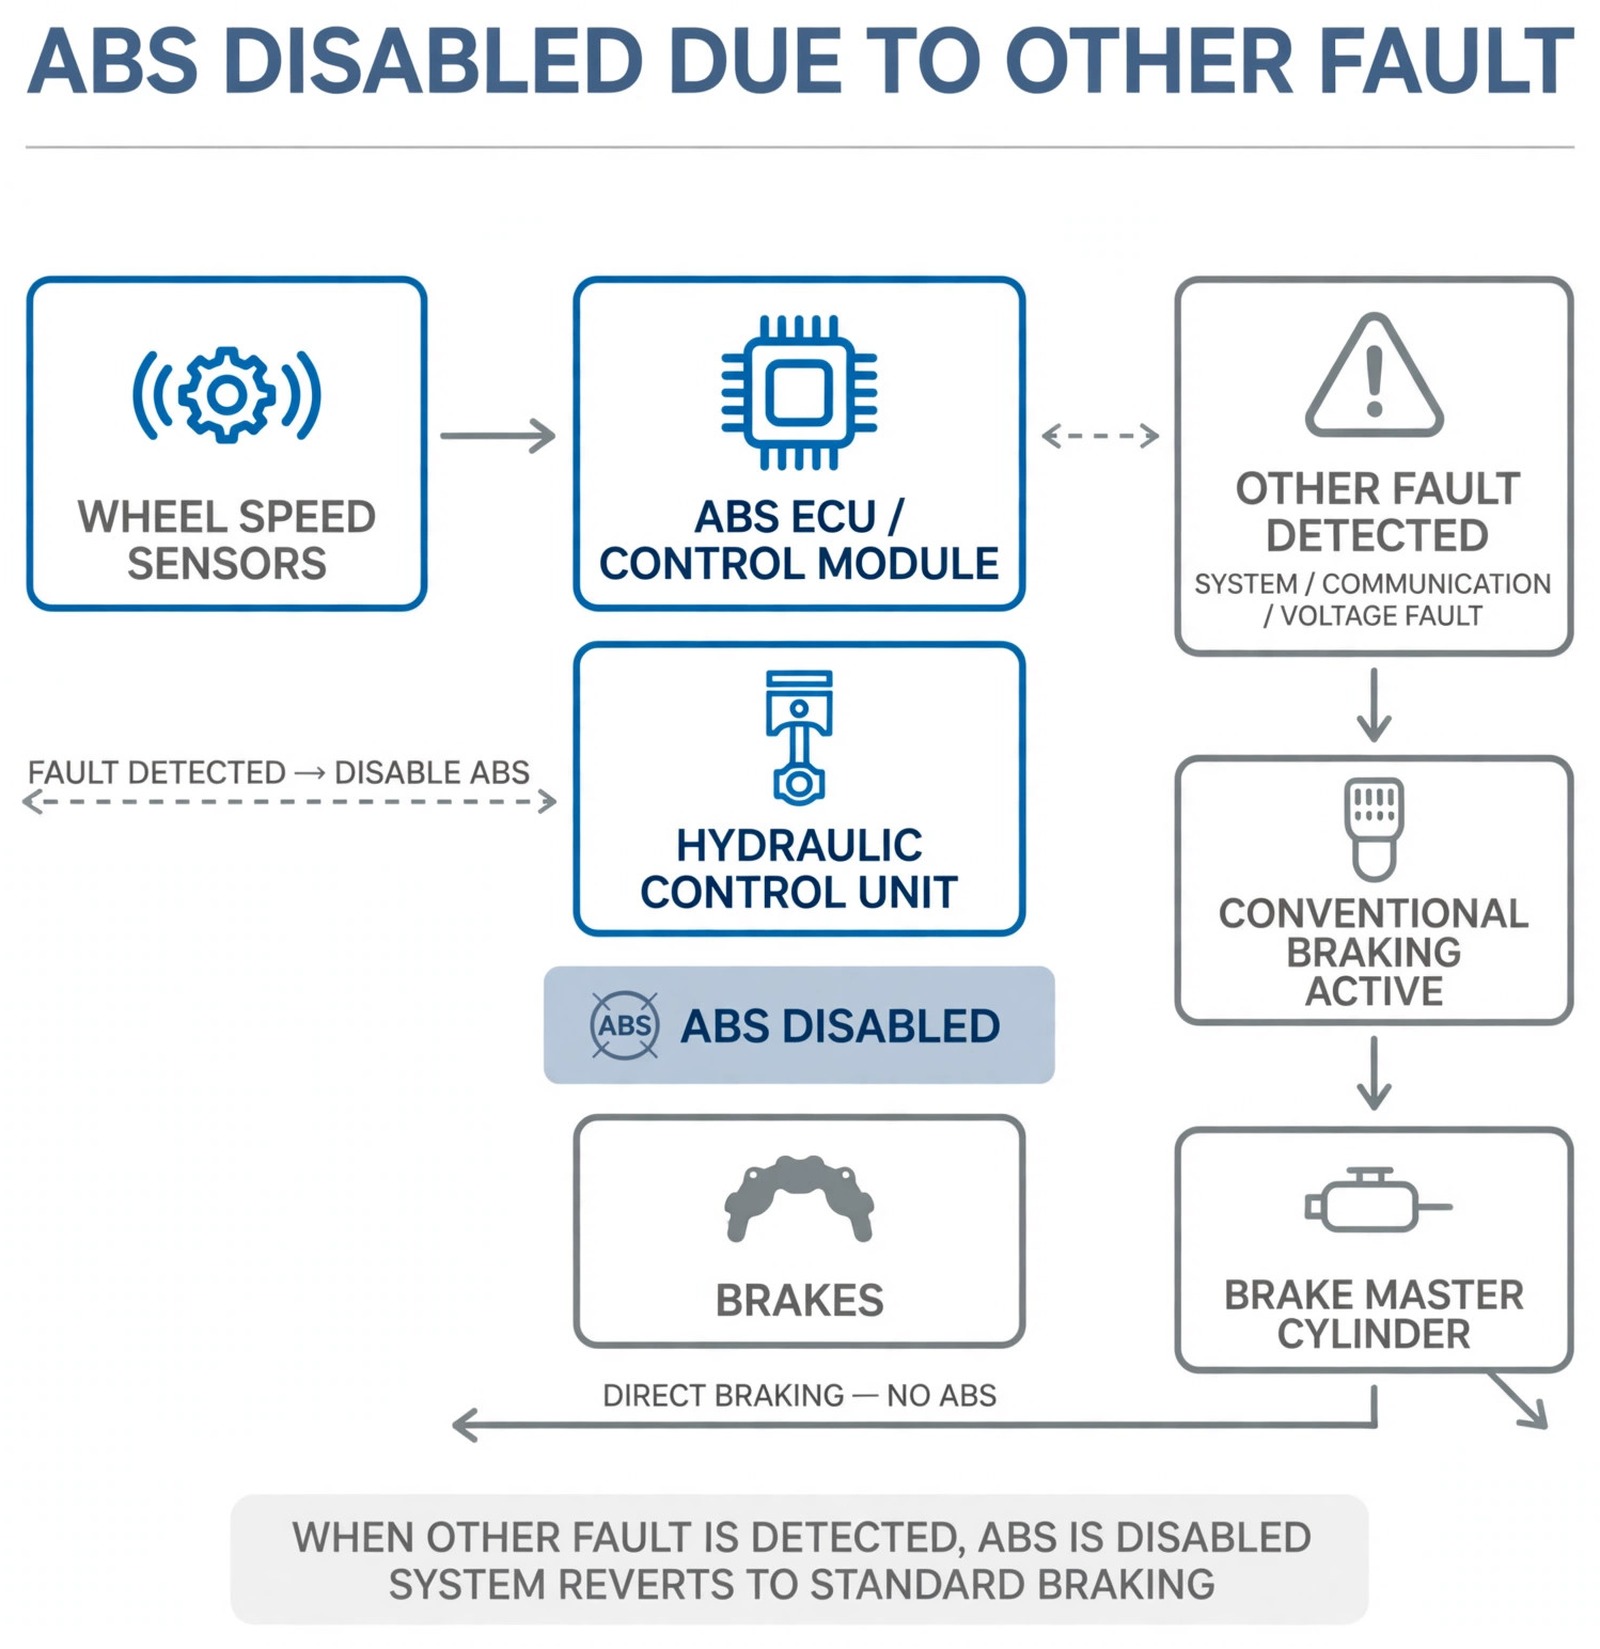 ABS DISABLED DUE TO OTHER FAULT
WHEEL SPEED
SENSORS
ABS ECU /
CONTROL MODULE
OTHER FAULT
DETECTED
SYSTEM / COMMUNICATION
/ VOLTAGE FAULT
FAULT DETECTED → DISABLE ABS
HYDRAULIC
CONTROL UNIT
CONVENTIONAL
BRAKING
ACTIVE
ABS ABS DISABLED
BRAKES
BRAKE MASTER
CYLINDER
DIRECT BRAKING — NO ABS
WHEN OTHER FAULT IS DETECTED, ABS IS DISABLED
SYSTEM REVERTS TO STANDARD BRAKING